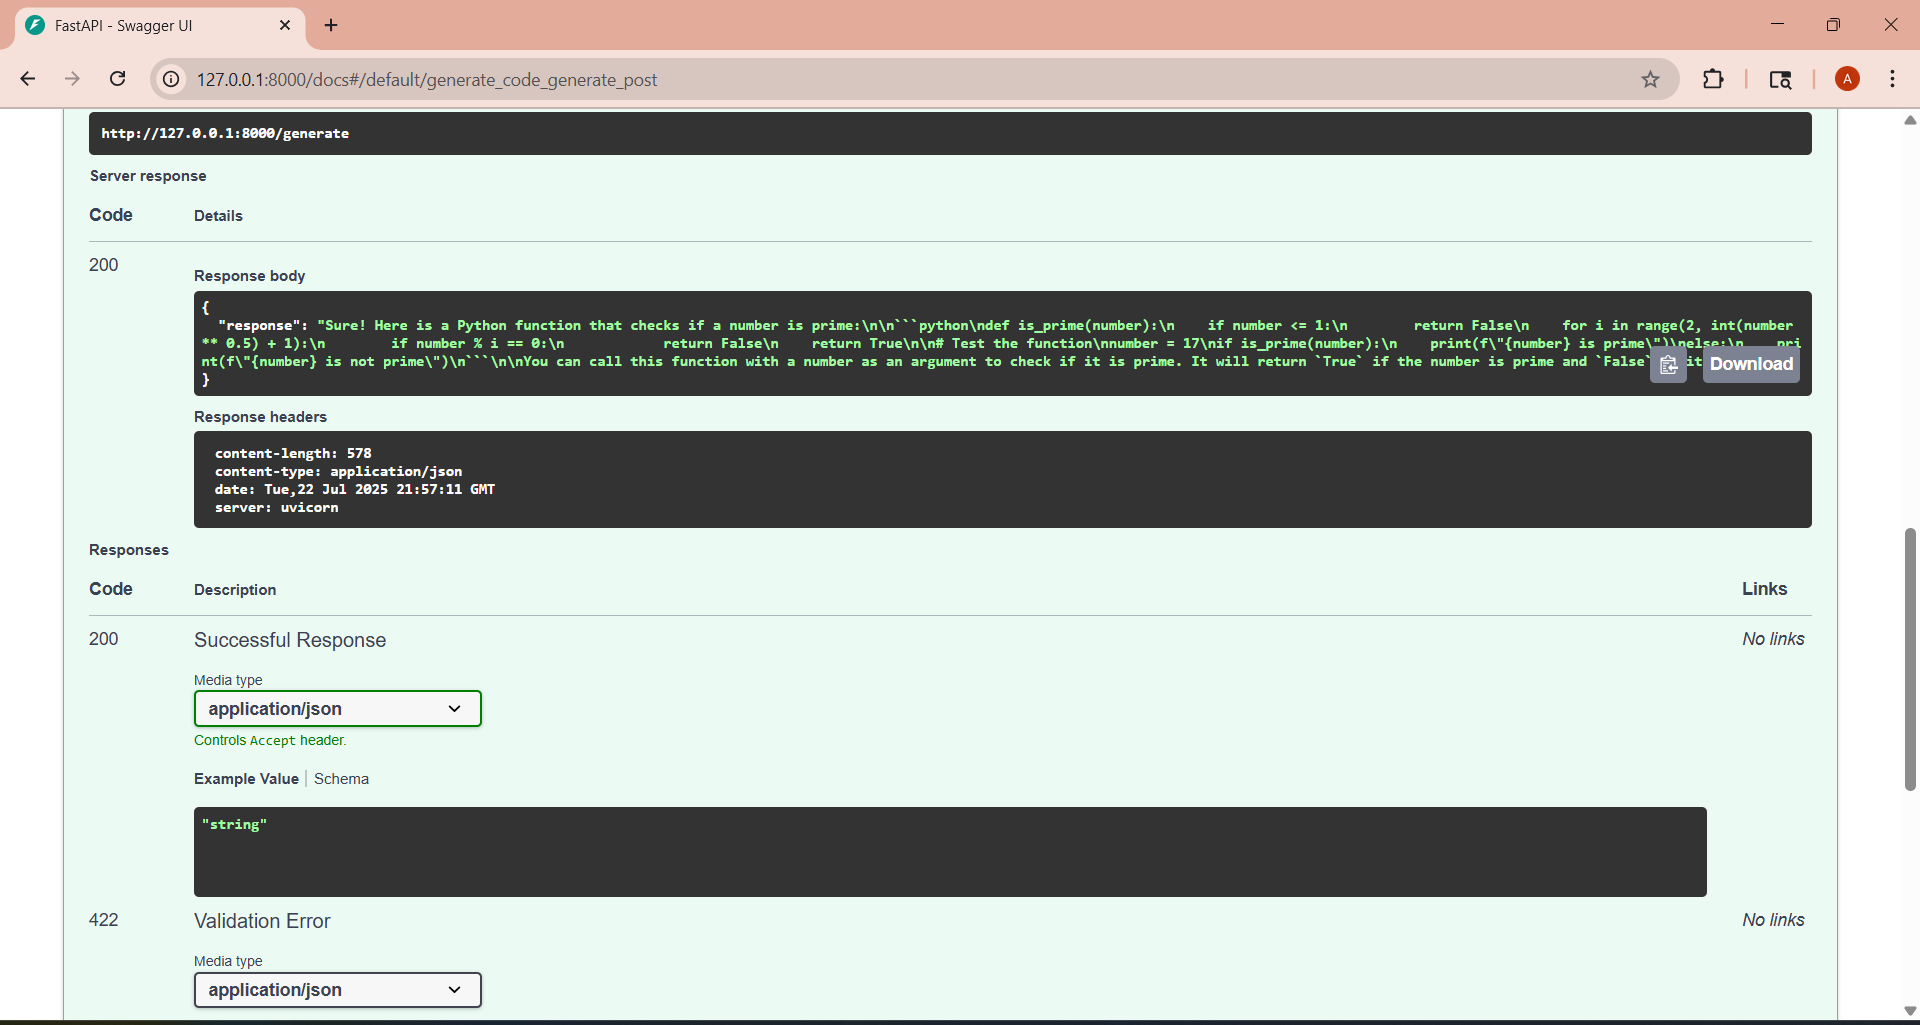 FastAPI - Swagger UI
127.0.0.1:8000/docs#/default/generate_code_generate_post
A
http://127.0.0.1:8000/generate
Server response
Code Details
200
Response body
{
"response": "Sure! Here is a Python function that checks if a number is prime:\n\n```python\ndef is_prime(number):\n    if number <= 1:\n        return False\n    for i in range(2, int(number
** 0.5) + 1):\n        if number % i == 0:\n            return False\n    return True\n\n# Test the function\nnumber = 17\nif is_prime(number):\n    print(f\"{number} is prime\")\nelse:\n    pri
nt(f\"{number} is not prime\")\n```\n\nYou can call this function with a number as an argument to check if it is prime. It will return `True` if the number is prime and `False` it
Download
}
Response headers
content-length: 578
content-type: application/json
date: Tue,22 Jul 2025 21:57:11 GMT
server: uvicorn
Responses
Code Description Links
200 Successful Response No links
Media type
application/json
Controls Accept header.
Example Value Schema
"string"
422 Validation Error No links
Media type
application/json